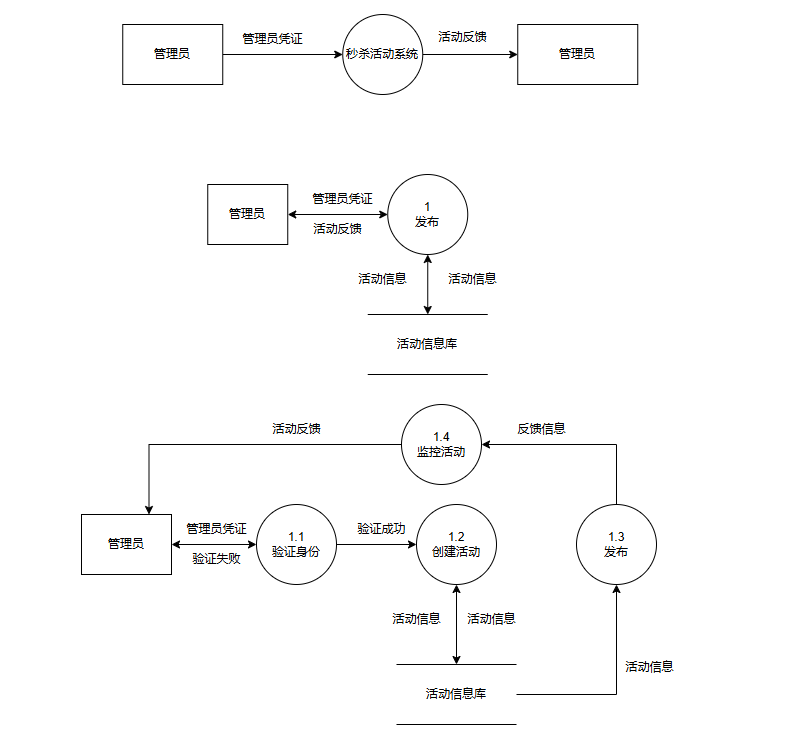 管理员凭证
活动反馈
管理员
秒杀活动系统
管理员
管理员凭证
1
发布
管理员
活动反馈
活动信息
活动信息
活动信息库
活动反馈
1.4
监控活动
反馈信息
管理员
管理员凭证
验证失败
1.1
验证身份
验证成功
1.2
创建活动
1.3
发布
活动信息
活动信息
活动信息
活动信息库